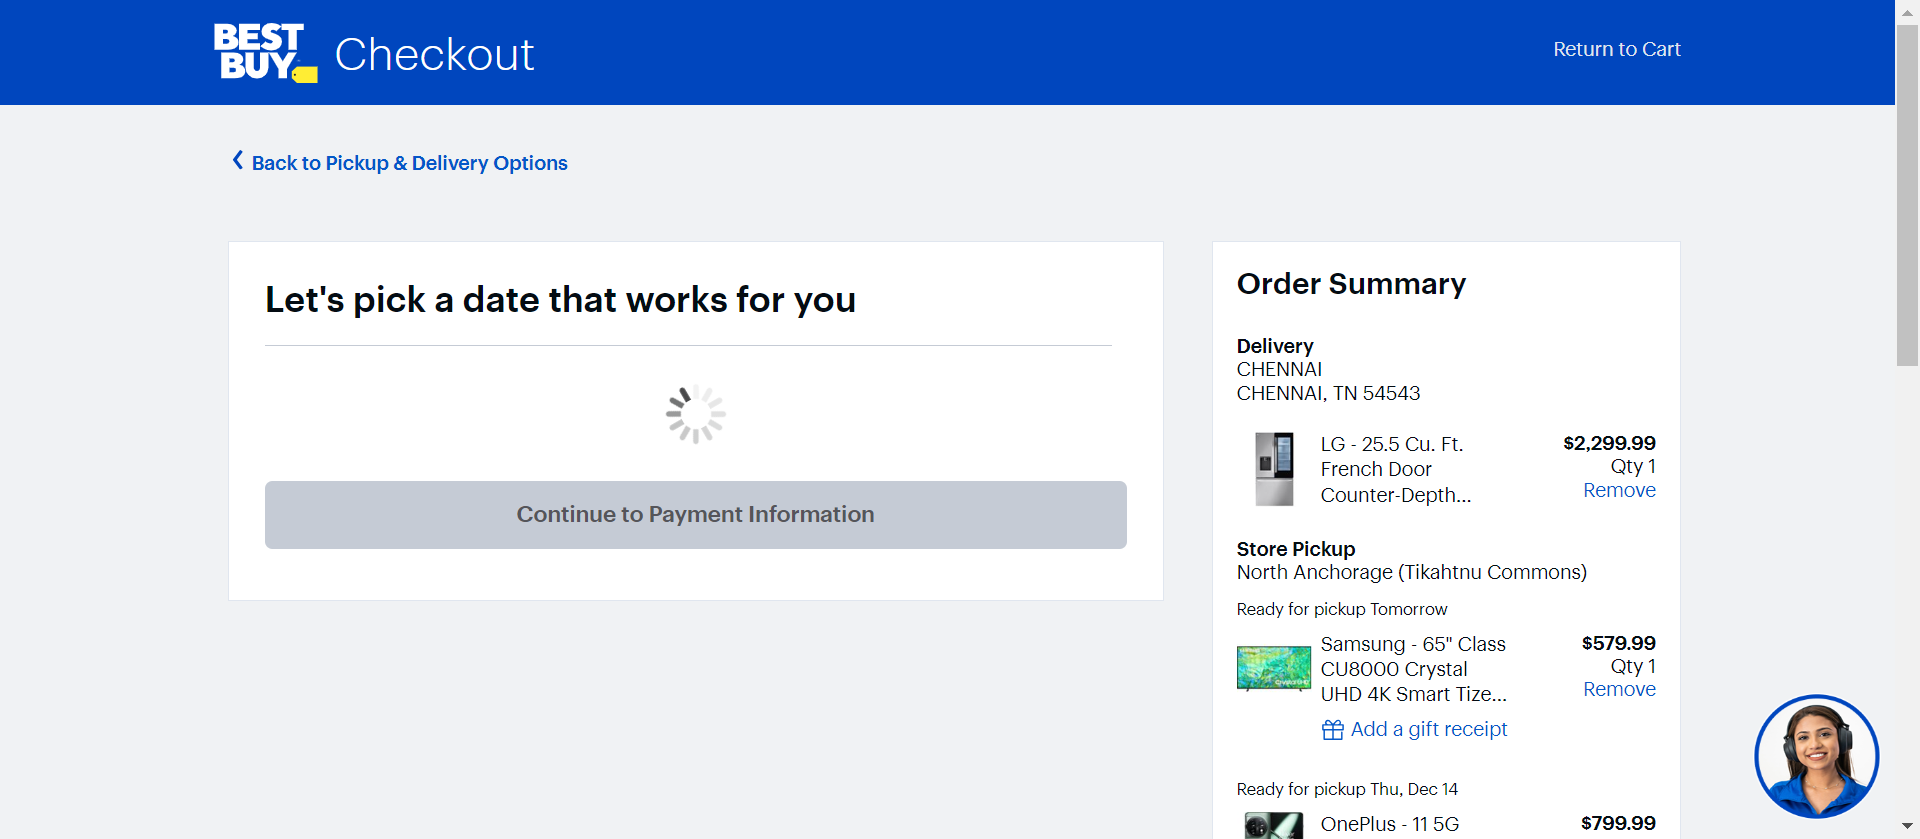 BEST
BUY
Checkout
Return to Cart
Back to Pickup & Delivery Options
Let's pick a date that works for you
Continue to Payment Information
Order Summary
Delivery
CHENNAI
CHENNAI, TN 54543
LG - 25.5 Cu. Ft.
French Door
Counter-Depth...
$2,299.99
Qty 1
Remove
Store Pickup
North Anchorage (Tikahtnu Commons)
Ready for pickup Tomorrow
Samsung - 65" Class
CU8000 Crystal
UHD 4K Smart Tize...
$579.99
Qty 1
Remove
Add a gift receipt
Ready for pickup Thu, Dec 14
OnePlus - 11 5G
$799.99